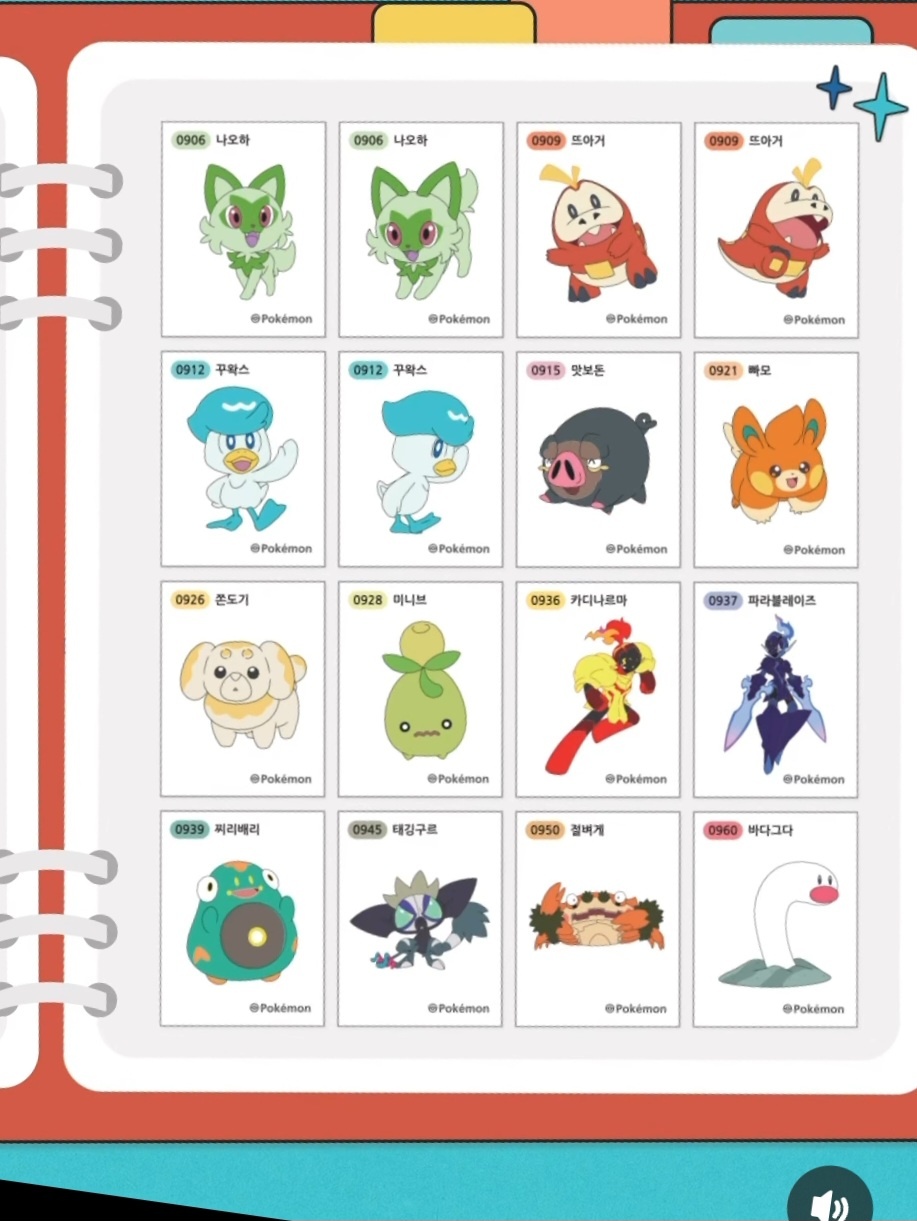 0906 나오하
Pokémon
0906 나오하
Pokémon
0909 뜨아거
Pokémon
0909 뜨아거
Pokémon
0912 꾸왁스
Pokémon
0912 꾸왁스
Pokémon
0915 맛보돈
Pokémon
0921 빠모
Pokémon
0926 쫀도기
Pokémon
0928 미니브
Pokémon
0936 카디나르마
Pokémon
0937 파라블레이즈
Pokémon
0939 찌리배리
Pokémon
0945 태깅구르
Pokémon
0950 절벼게
Pokémon
0960 바다그다
Pokémon